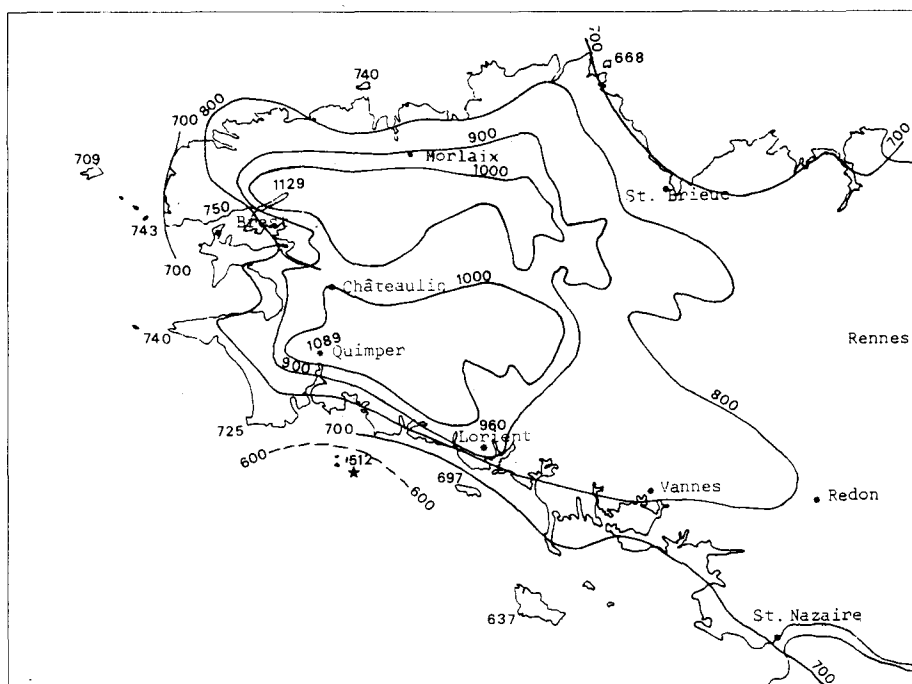 700
668
740
800
700
900
Morlaix
709
1000
700
1129
St. Brieuc
750
Brest
743
700
Châteaulin
1000
740
1089
Quimper
Rennes
900
800
725
700
960
Lorient
600
512
600
697
Vannes
Redon
637
St. Nazaire
700